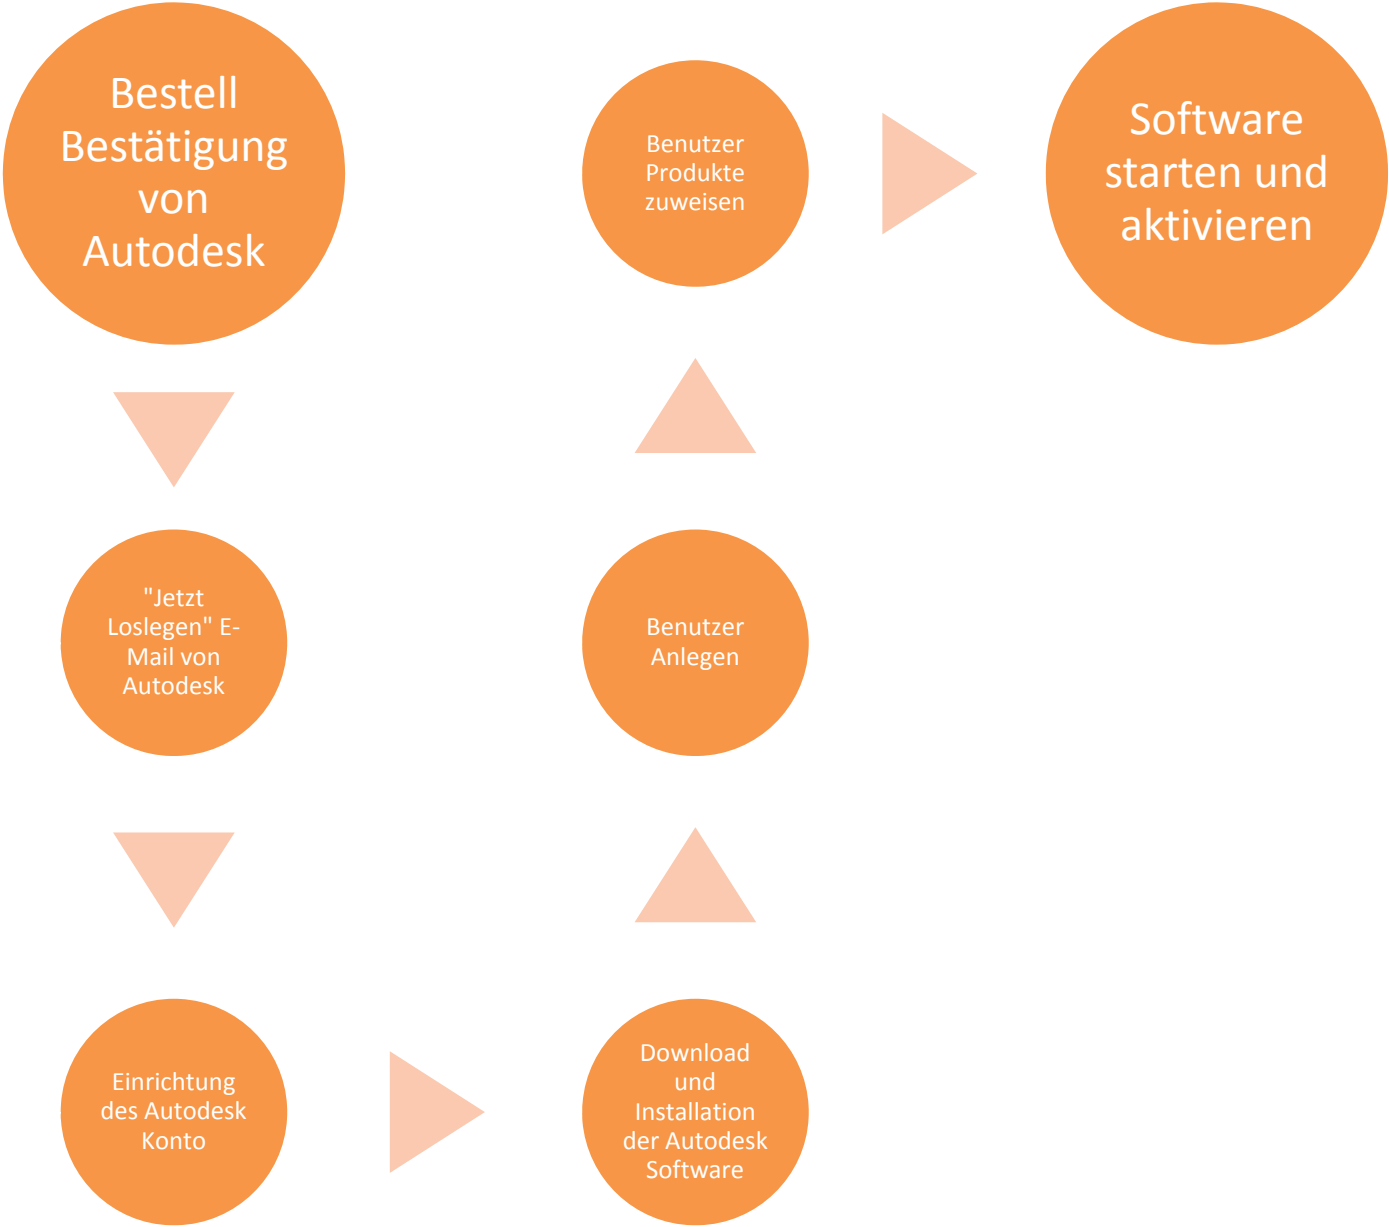 Bestell
Bestätigung
von
Autodesk
"Jetzt
Loslegen" E-
Mail von
Autodesk
Einrichtung
des Autodesk
Konto
Download
und
Installation
der Autodesk
Software
Benutzer
Anlegen
Benutzer
Produkte
zuweisen
Software
starten und
aktivieren